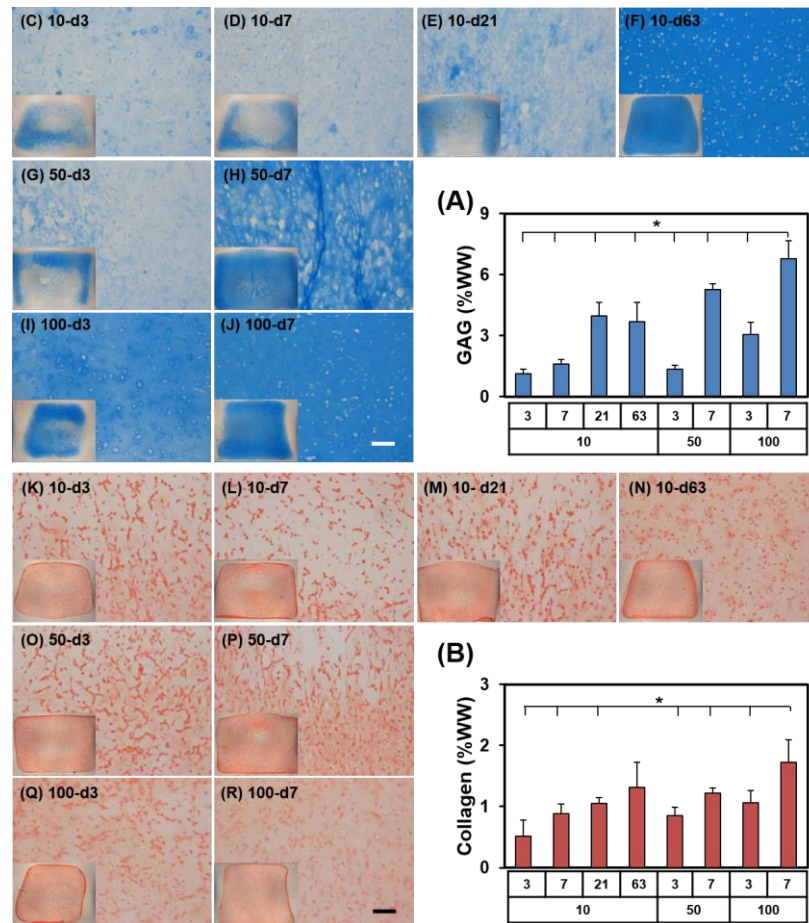 (C) 10-d3
(D) 10-d7
(E) 10-d21
(F) 10-d63
(G) 50-d3
(H) 50-d7
(I) 100-d3
(J) 100-d7
(A)
GAG (%WW)
9
6
3
0
*
3 7 21 63 3 7 3 7
10 50 100
(K) 10-d3
(L) 10-d7
(M) 10- d21
(N) 10-d63
(O) 50-d3
(P) 50-d7
(Q) 100-d3
(R) 100-d7
(B)
Collagen (%WW)
3
2
1
0
*
3 7 21 63 3 7 3 7
10 50 100